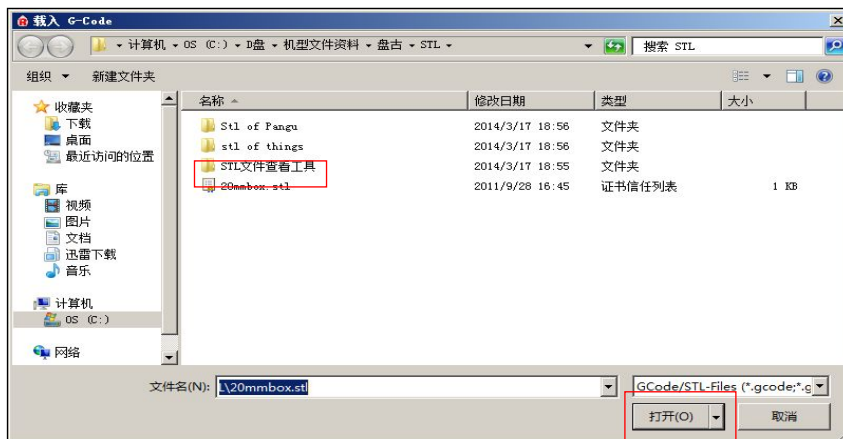 载入 G-Code
计算机 OS (C:) D盘 机型文件资料 盘古 STL
搜索 STL
组织 新建文件夹
名称 修改日期 类型 大小
收藏夹
下载
桌面
最近访问的位置
库
视频
图片
文档
迅雷下载
音乐
计算机
OS (C:)
网络
Stl of Pangu 2014/3/17 18:56 文件夹
stl of things 2014/3/17 18:56 文件夹
STL文件查看工具 2014/3/17 18:55 文件夹
20mmbox.stl 2011/9/28 16:45 证书信任列表 1 KB
文件名(N): \20mmbox.stl GCode/STL-Files (*.gcode;*.g
打开(O) 取消